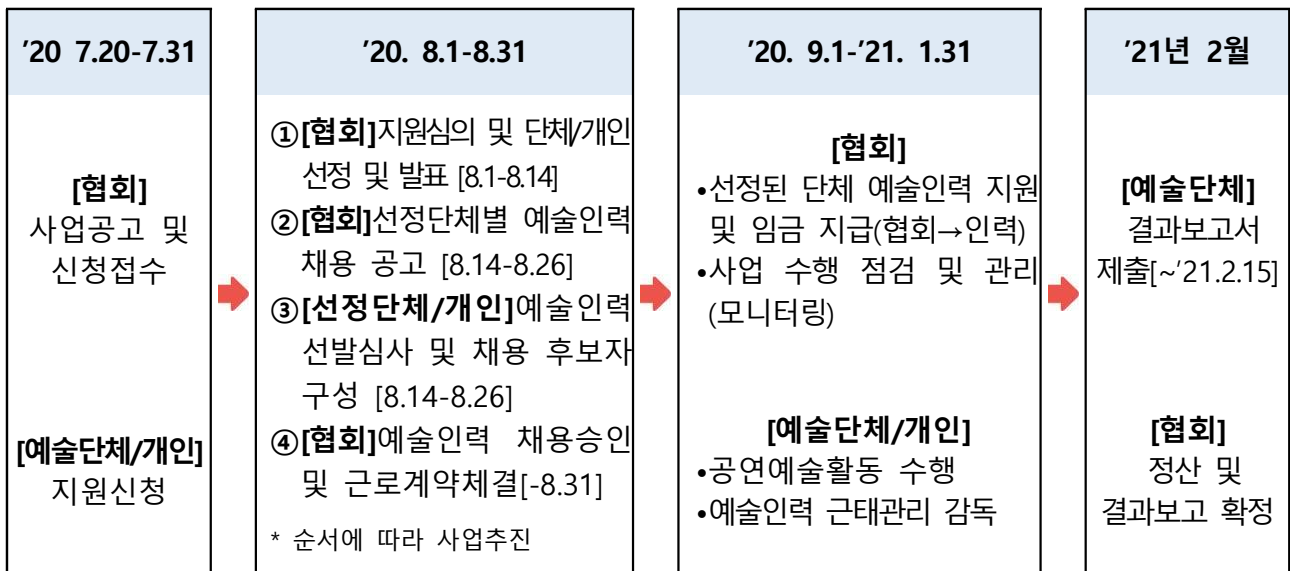 '20 7.20-7.31
[협회]
사업공고 및
신청접수
[예술단체/개인]
지원신청
'20. 8.1-8.31
①[협회]지원심의 및 단체/개인
선정 및 발표 [8.1-8.14]
②[협회]선정단체별 예술인력
채용 공고 [8.14-8.26]
③[선정단체/개인]예술인력
선발심사 및 채용 후보자
구성 [8.14-8.26]
④[협회]예술인력 채용승인
및 근로계약체결[-8.31]
* 순서에 따라 사업추진
'20. 9.1-'21. 1.31
[협회]
•선정된 단체 예술인력 지원
및 임금 지급(협회→인력)
•사업 수행 점검 및 관리
(모니터링)
[예술단체/개인]
•공연예술활동 수행
•예술인력 근태관리 감독
'21년 2월
[예술단체]
결과보고서
제출[~'21.2.15]
[협회]
정산 및
결과보고 확정